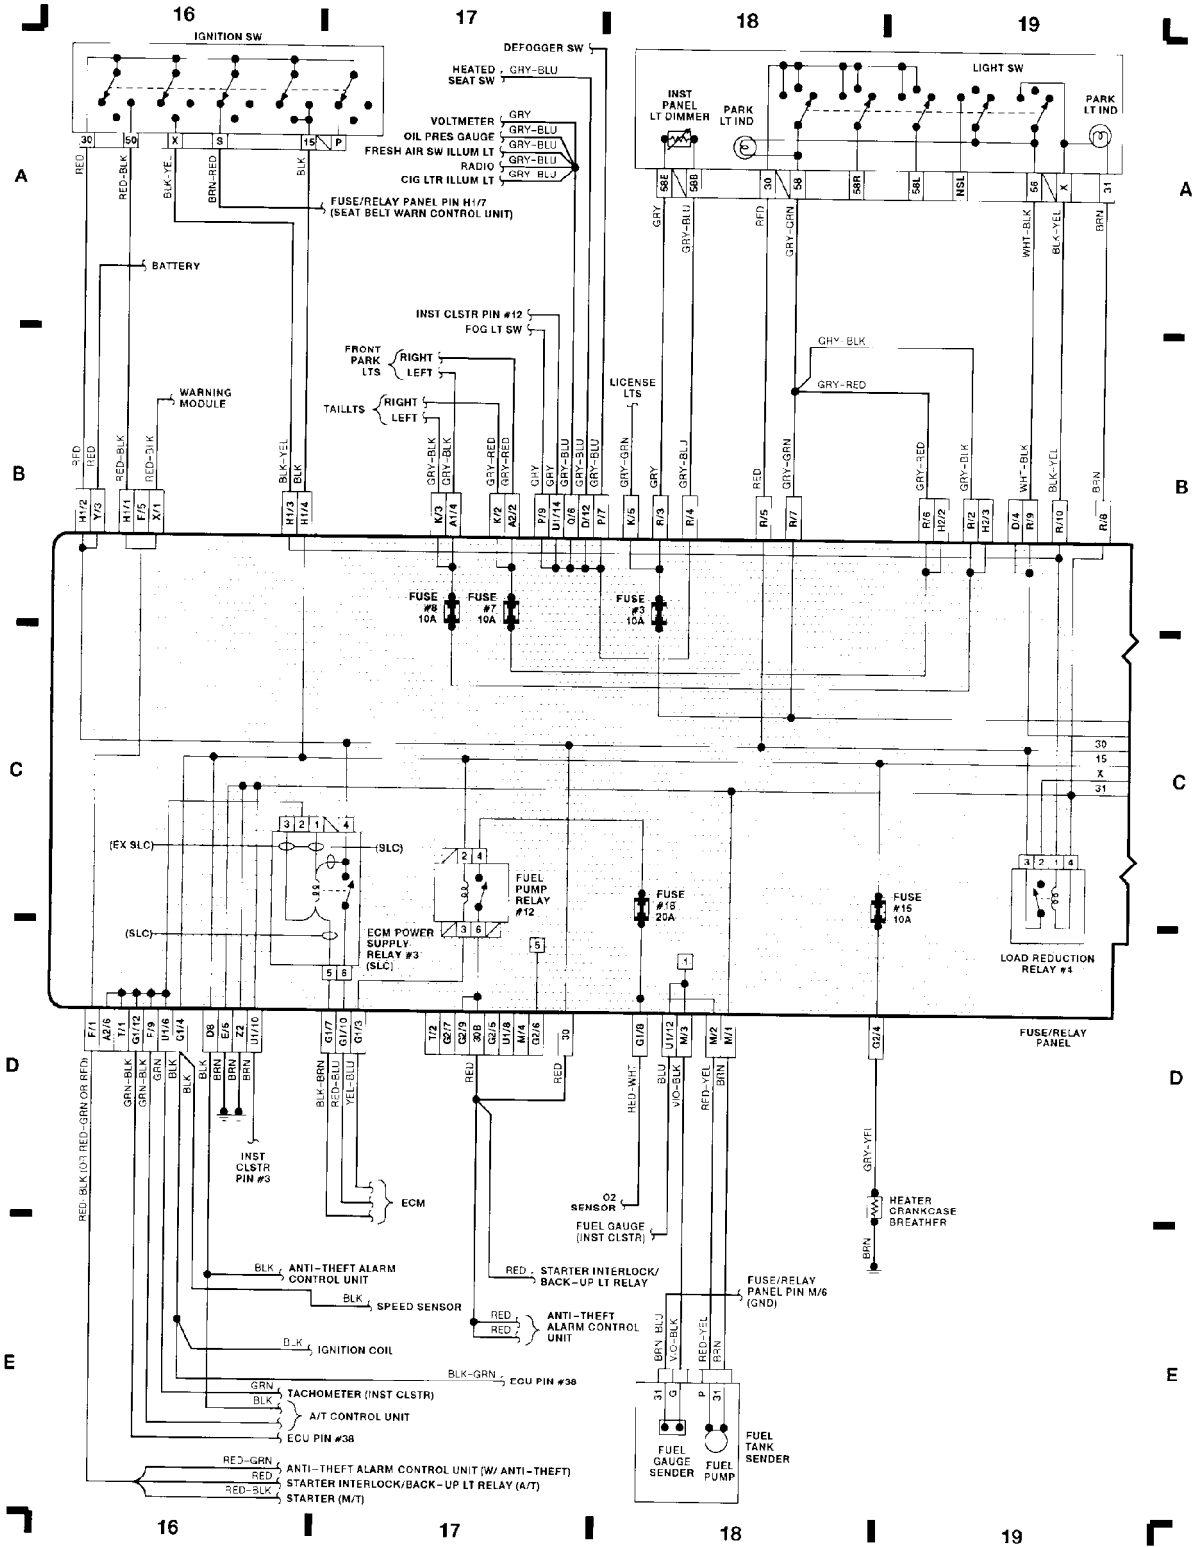 16
17
18
19
IGNITION SW
DEFOGGER SW
HEATED
SEAT SW
GRY-BLU
VOLTMETER
GRY
OIL PRES GAUGE
GRY-BLU
FRESH AIR SW ILLUM LT
GRY-BLU
RADIO
GRY-BLU
CIG LTR ILLUM LT
LIGHT SW
INST
PANEL
LT DIMMER
PARK
LT IND
PARK
LT IND
30
50
X
S
15
P
58E
58B
30
58
58R
58L
NSL
56
X
31
A
A
RED
RED-BLK
BLK-YEL
BRN-RED
BLK
GRY
GRY-BLU
RED
GRY-GRN
WHT-BLK
BLK-YEL
BRN
FUSE/RELAY PANEL PIN H1/7
(SEAT BELT WARN CONTROL UNIT)
BATTERY
INST CLSTR PIN #12
FOG LT SW
FRONT
PARK
LTS
RIGHT
LEFT
TAILLTS
RIGHT
LEFT
LICENSE
LTS
WARNING
MODULE
GRY-RED
B
B
RED
RED
RED-BLK
RED-BLK
BLK-YEL
BLK
GRY-BLK
GRY-BLK
GRY-RED
GRY-RED
GRY
GRY
GRY-BLU
GRY-BLU
GRY-BLU
GRY-GRN
GRY
RED
GRY-GRN
GRY-RED
GRY-BLK
WHT-BLK
BLK-YEL
BRN
H1/2
Y/3
H1/1
X/1
H1/3
H1/4
K/3
A1/4
K/2
A2/2
P/9
U1/14
D/12
P/7
K/5
R/3
R/4
R/5
R/7
R/6
H2/2
R/2
H2/3
D/4
R/9
R/10
R/8
FUSE
#8
10A
FUSE
#7
10A
FUSE
#3
10A
C
C
30
15
X
31
3
2
1
4
(EX SLC)
(SLC)
(SLC)
ECM POWER
SUPPLY
RELAY #3
(SLC)
5
6
2
4
FUEL
PUMP
RELAY
#12
3
6
5
1
FUSE
#16
20A
FUSE
#15
10A
3
2
1
4
LOAD REDUCTION
RELAY #4
FUSE/RELAY
PANEL
F/1
A2/6
T/1
G1/12
F/9
U1/6
G1/4
D8
E/5
Z2
U1/10
G1/7
G1/10
G1/3
T/2
G2/7
G2/9
30B
G2/5
U1/8
M/4
G2/6
30
G1/8
U1/12
M/3
M/2
M/1
G2/4
D
D
RED-BLK (OR RED-GRN OR RED)
GRN-BLK
GRN-BLK
GRN
BLK
BLK
BLK
BRN
BRN
BRN
BLK-BRN
RED-BLU
YEL-BLU
RED
RED
RED-WHT
BLU
VIO-BLK
RED-YEL
BRN
GRY-YEL
INST
CLSTR
PIN #3
ECM
O2
SENSOR
FUEL GAUGE
(INST CLSTR)
HEATER
CRANKCASE
BREATHER
BRN
BLK
ANTI-THEFT ALARM
CONTROL UNIT
BLK
SPEED SENSOR
RED
STARTER INTERLOCK/
BACK-UP LT RELAY
RED
RED
ANTI-THEFT
ALARM CONTROL
UNIT
FUSE/RELAY
PANEL PIN M/6
(GND)
E
E
BLK
IGNITION COIL
BLK-GRN
ECU PIN #38
GRN
TACHOMETER (INST CLSTR)
BLK
A/T CONTROL UNIT
ECU PIN #38
BRN BLU
VIO-BLK
RED-YEL
BRN
31
G
P
31
FUEL
GAUGE
SENDER
FUEL
PUMP
FUEL
TANK
SENDER
RED-GRN
ANTI-THEFT ALARM CONTROL UNIT (W/ ANTI-THEFT)
RED
STARTER INTERLOCK/BACK-UP LT RELAY (A/T)
RED-BLK
STARTER (M/T)
16
17
18
19